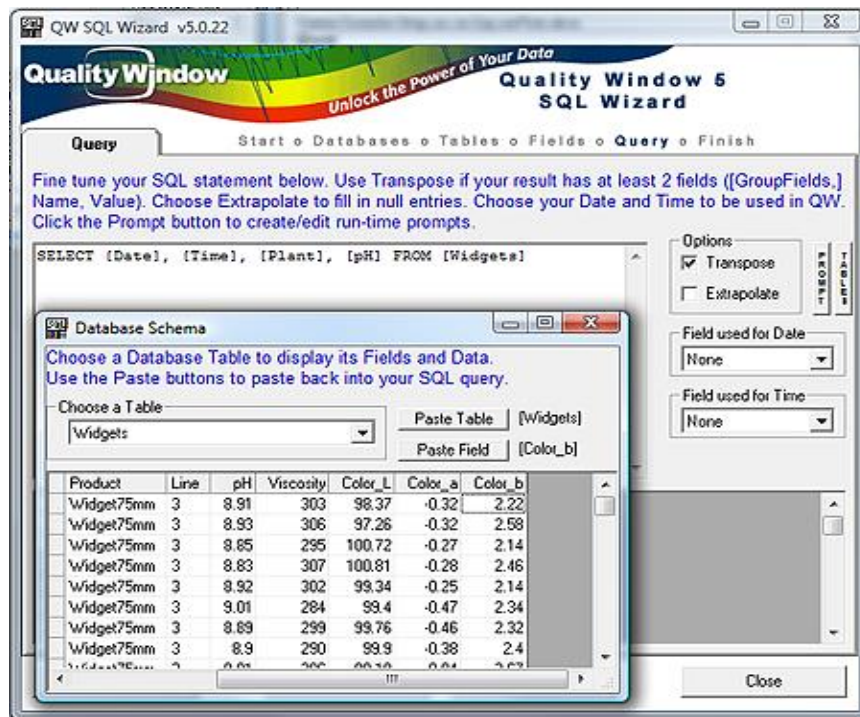 QW SQL Wizard v5.0.22
Quality Window
Unlock the Power of Your Data
Quality Window 5
SQL Wizard
Query
Start o Databases o Tables o Fields o Query o Finish
Fine tune your SQL statement below. Use Transpose if your result has at least 2 fields ([GroupFields,]
Name, Value). Choose Extrapolate to fill in null entries. Choose your Date and Time to be used in QW.
Click the Prompt button to create/edit run-time prompts.
SELECT [Date], [Time], [Plant], [pH] FROM [Widgets]
Options
Transpose
Extrapolate
PROMPT
TABLES
Field used for Date
None
Field used for Time
None
Database Schema
Choose a Database Table to display its Fields and Data.
Use the Paste buttons to paste back into your SQL query.
Choose a Table
Widgets
Paste Table [Widgets]
Paste Field [Color_b]
Product Line pH Viscosity Color_L Color_a Color_b
Widget75mm 3 8.91 303 98.37 -0.32 2.22
Widget75mm 3 8.93 306 97.26 -0.32 2.58
Widget75mm 3 8.85 295 100.72 -0.27 2.14
Widget75mm 3 8.83 307 100.81 -0.28 2.46
Widget75mm 3 8.92 302 99.34 -0.25 2.14
Widget75mm 3 9.01 284 99.4 -0.47 2.34
Widget75mm 3 8.89 299 99.76 -0.46 2.32
Widget75mm 3 8.9 290 99.9 -0.38 2.4
Close